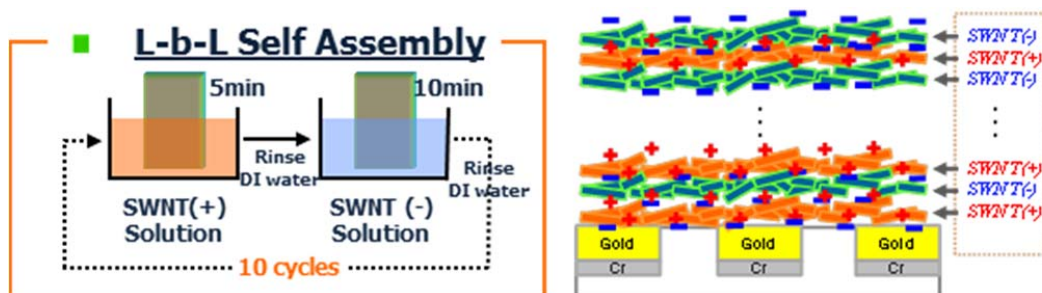 L-b-L Self Assembly
5min
10min
Rinse
DI water
Rinse
DI water
SWNT(+)
Solution
SWNT (-)
Solution
10 cycles
SWNT(-)
SWNT(+)
SWNT(-)
SWNT(+)
SWNT(-)
SWNT(+)
Gold
Gold
Gold
Cr
Cr
Cr